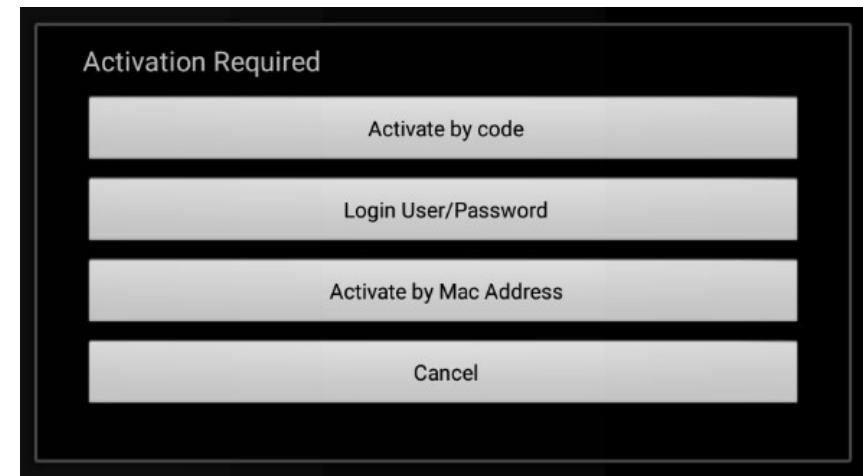 Activation Required
Activate by code
Login User/Password
Activate by Mac Address
Cancel